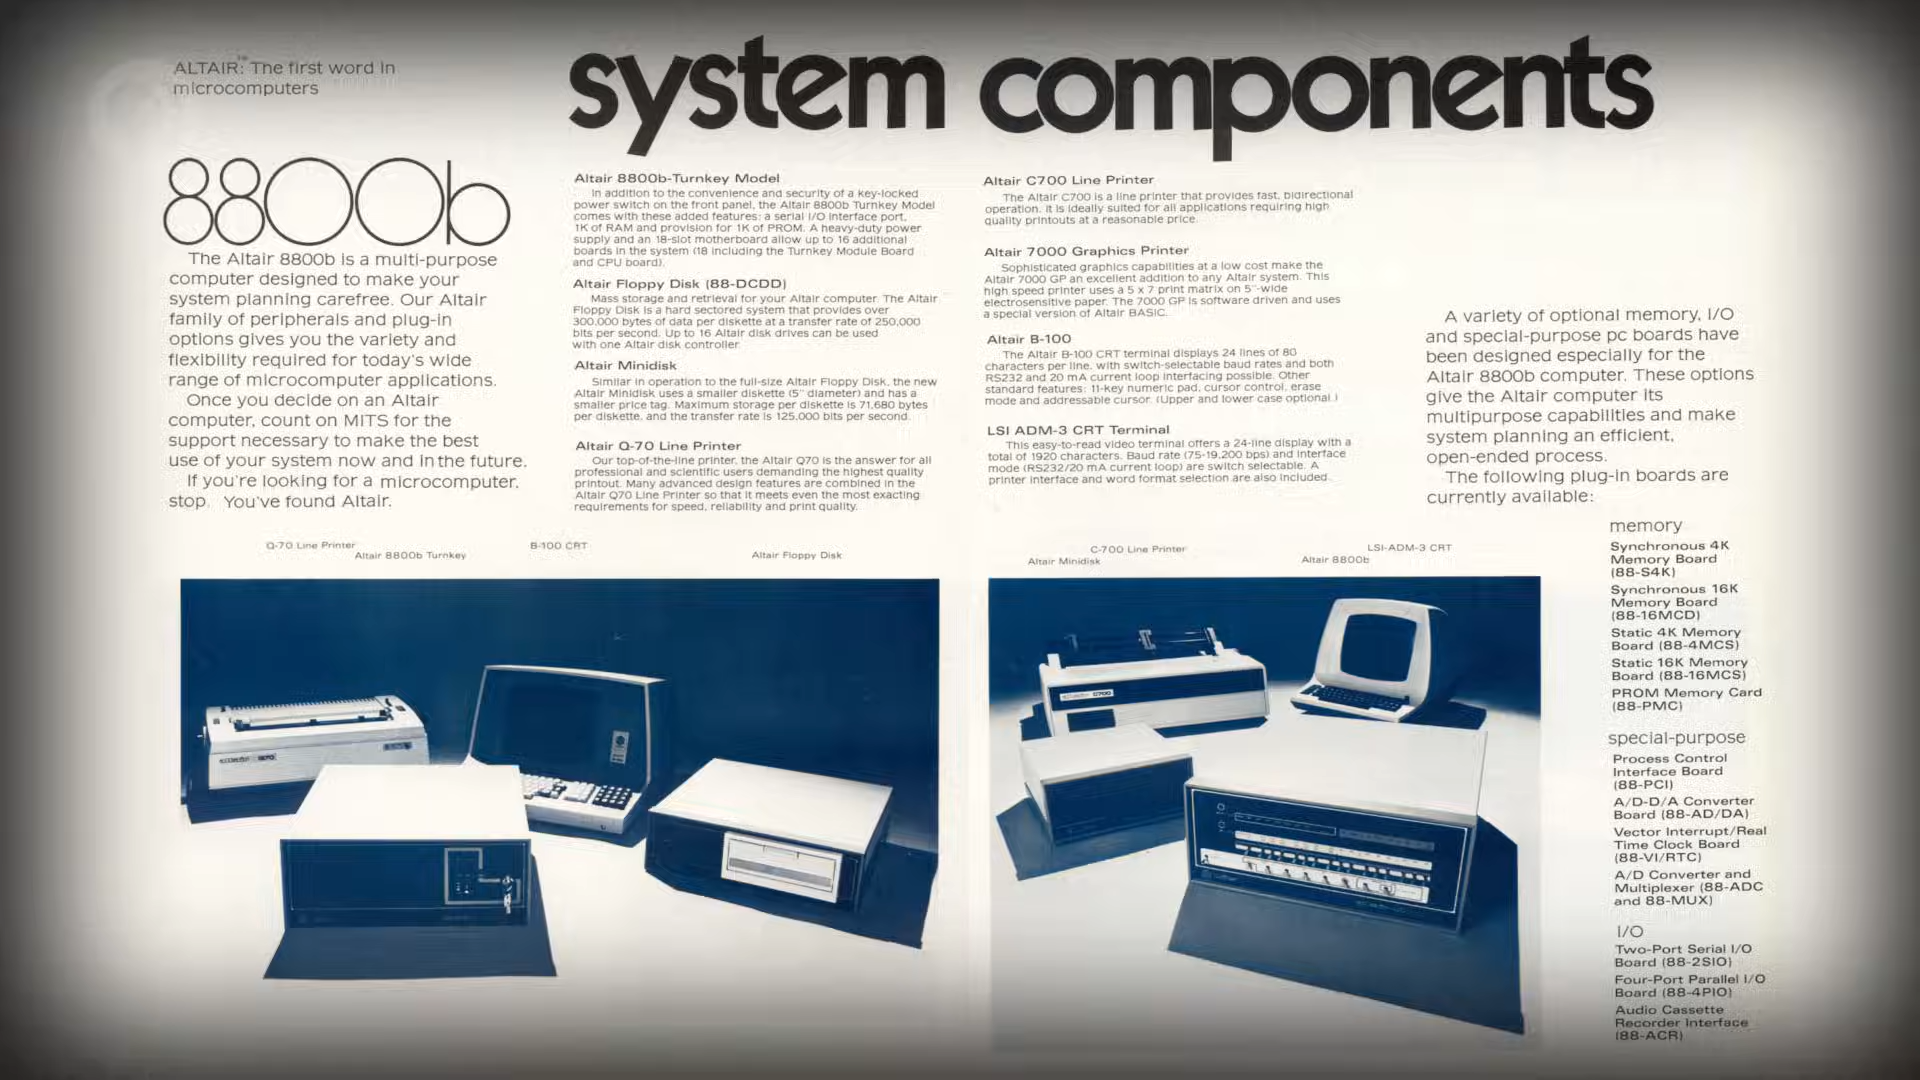 ALTAIR: The first word in
microcomputers
system components
8800b
The Altair 8800b is a multi-purpose
computer designed to make your
system planning carefree. Our Altair
family of peripherals and plug-in
options gives you the variety and
flexibility required for today's wide
range of microcomputer applications.
Once you decide on an Altair
computer, count on MITS for the
support necessary to make the best
use of your system now and in the future.
If you're looking for a microcomputer,
stop. You've found Altair.
Altair 8800b-Turnkey Model
In addition to the convenience and security of a key-locked
power switch on the front panel, the Altair 8800b Turnkey Model
comes with these added features: a serial I/O interface port,
1K of RAM and provision for 1K of PROM. A heavy-duty power
supply and an 18-slot motherboard allow up to 16 additional
boards in the system (18 including the Turnkey Module Board
and CPU board).
Altair Floppy Disk (88-DCDD)
Mass storage and retrieval for your Altair computer. The Altair
Floppy Disk is a hard sectored system that provides over
300,000 bytes of data per diskette at a transfer rate of 250,000
bits per second. Up to 16 Altair disk drives can be used
with one Altair disk controller.
Altair Minidisk
Similar in operation to the full-size Altair Floppy Disk, the new
Altair Minidisk uses a smaller diskette (5" diameter) and has a
smaller price tag. Maximum storage per diskette is 71,680 bytes
per diskette, and the transfer rate is 125,000 bits per second.
Altair Q-70 Line Printer
Our top-of-the-line printer, the Altair Q70 is the answer for all
professional and scientific users demanding the highest quality
printout. Many advanced design features are combined in the
Altair Q70 Line Printer so that it meets even the most exacting
requirements for speed, reliability and print quality.
Altair C700 Line Printer
The Altair C700 is a line printer that provides fast, bidirectional
operation. It is ideally suited for all applications requiring high
quality printouts at a reasonable price.
Altair 7000 Graphics Printer
Sophisticated graphics capabilities at a low cost make the
Altair 7000 GP an excellent addition to any Altair system. This
high speed printer uses a 5 x 7 print matrix on 5"-wide
electrosensitive paper. The 7000 GP is software driven and uses
a special version of Altair BASIC.
Altair B-100
The Altair B-100 CRT terminal displays 24 lines of 80
characters per line, with switch-selectable baud rates and both
RS232 and 20 mA current loop interfacing possible. Other
standard features: 11-key numeric pad, cursor control, erase
mode and addressable cursor. (Upper and lower case optional.)
LSI ADM-3 CRT Terminal
This easy-to-read video terminal offers a 24-line display with a
total of 1920 characters. Baud rate (75-19,200 bps) and interface
mode (RS232/20 mA current loop) are switch selectable. A
printer interface and word format selection are also included.
A variety of optional memory, I/O
and special-purpose pc boards have
been designed especially for the
Altair 8800b computer. These options
give the Altair computer its
multipurpose capabilities and make
system planning an efficient,
open-ended process.
The following plug-in boards are
currently available:
memory
Synchronous 4K
Memory Board
(88-S4K)
Synchronous 16K
Memory Board
(88-16MCD)
Static 4K Memory
Board (88-4MCS)
Static 16K Memory
Board (88-16MCS)
PROM Memory Card
(88-PMC)
special-purpose
Process Control
Interface Board
(88-PCI)
A/D-D/A Converter
Board (88-AD/DA)
Vector Interrupt/Real
Time Clock Board
(88-VI/RTC)
A/D Converter and
Multiplexer (88-ADC
and 88-MUX)
I/O
Two-Port Serial I/O
Board (88-2SIO)
Four-Port Parallel I/O
Board (88-4PIO)
Audio Cassette
Recorder Interface
(88-ACR)
Q-70 Line Printer
Altair 8800b Turnkey
B-100 CRT
Altair Floppy Disk
C-700 Line Printer
Altair Minidisk
LSI-ADM-3 CRT
Altair 8800b
C700